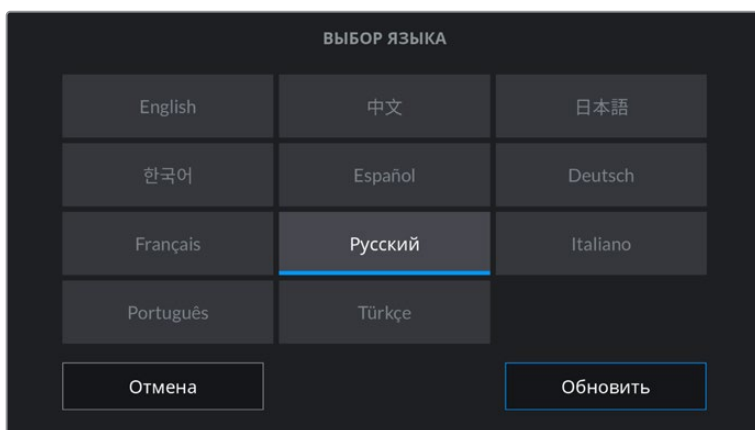 ВЫБОР ЯЗЫКА
English 中文 日本語
한국어 Español Deutsch
Français Русский Italiano
Português Türkçe
Отмена Обновить